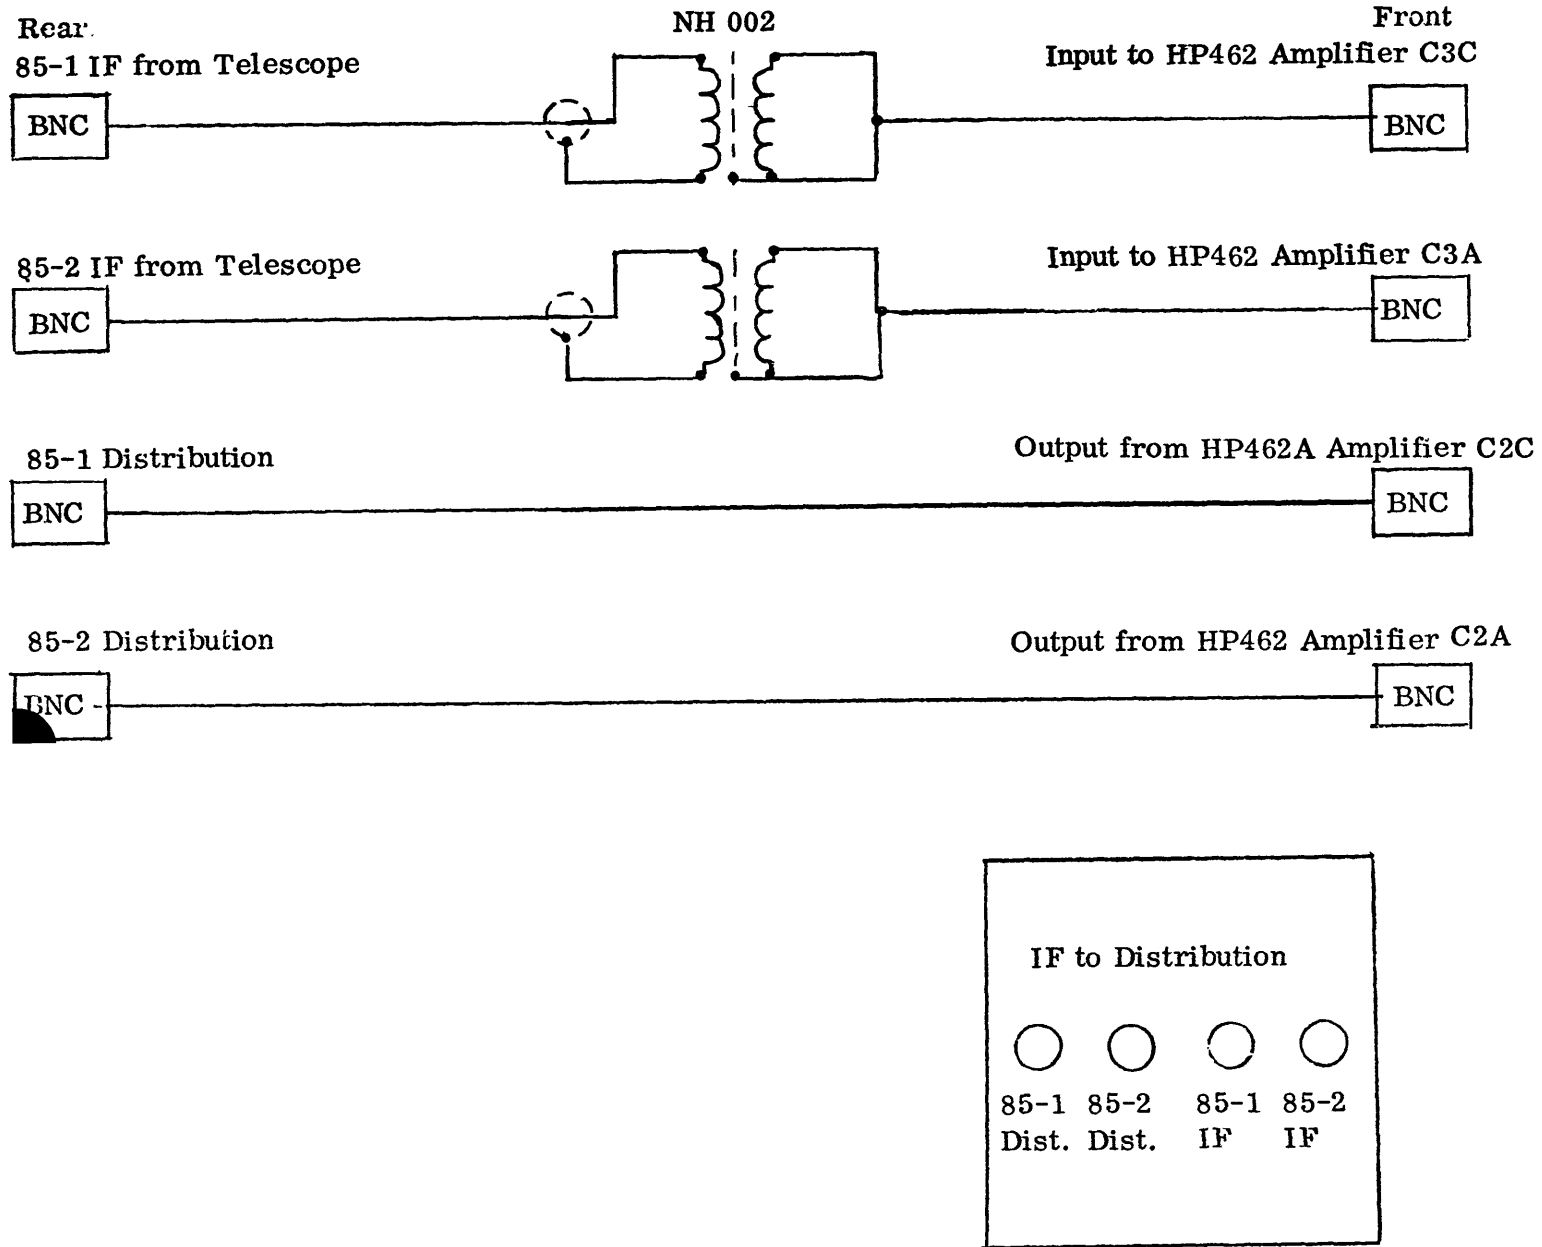 Rear
NH 002
Front
85-1 IF from Telescope
Input to HP462 Amplifier C3C
BNC
BNC
85-2 IF from Telescope
Input to HP462 Amplifier C3A
BNC
BNC
85-1 Distribution
Output from HP462A Amplifier C2C
BNC
BNC
85-2 Distribution
Output from HP462 Amplifier C2A
BNC
BNC
IF to Distribution
85-1 85-2 85-1 85-2
Dist. Dist. IF IF